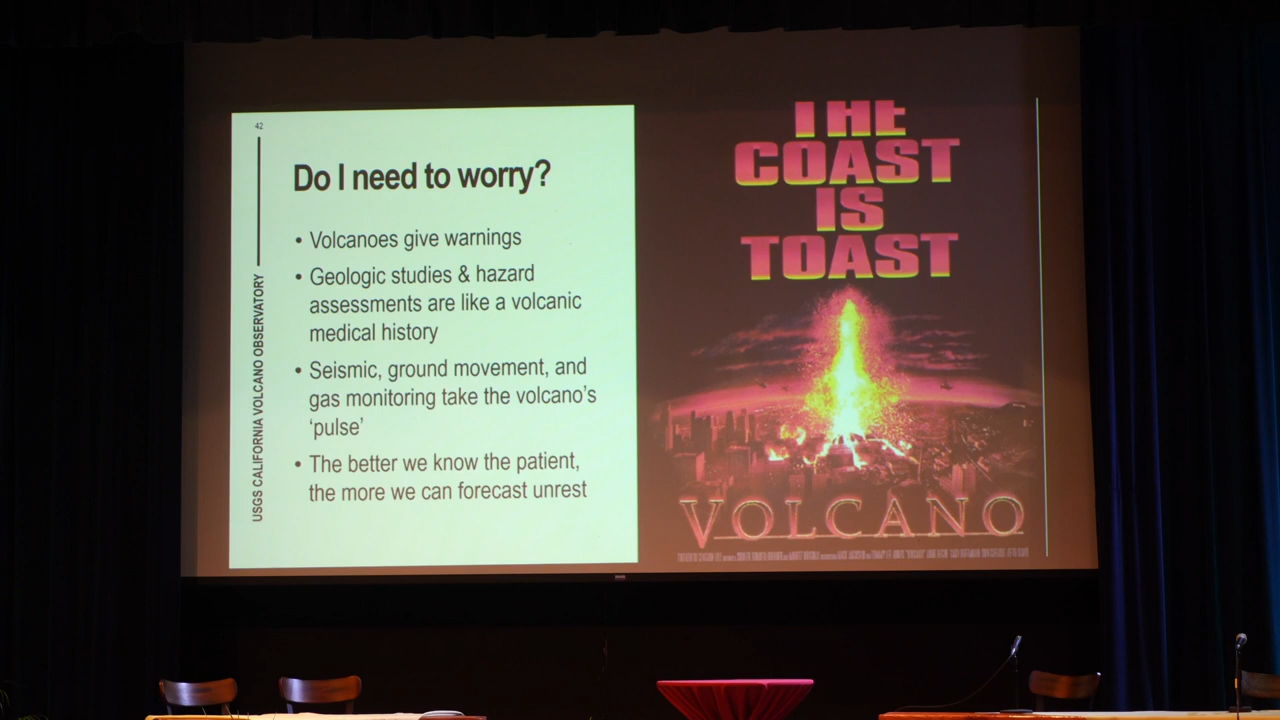 42
USGS CALIFORNIA VOLCANO OBSERVATORY
Do I need to worry?
• Volcanoes give warnings
• Geologic studies & hazard
assessments are like a volcanic
medical history
• Seismic, ground movement, and
gas monitoring take the volcano’s
‘pulse’
• The better we know the patient,
the more we can forecast unrest
THE
COAST
IS
TOAST
VOLCANO